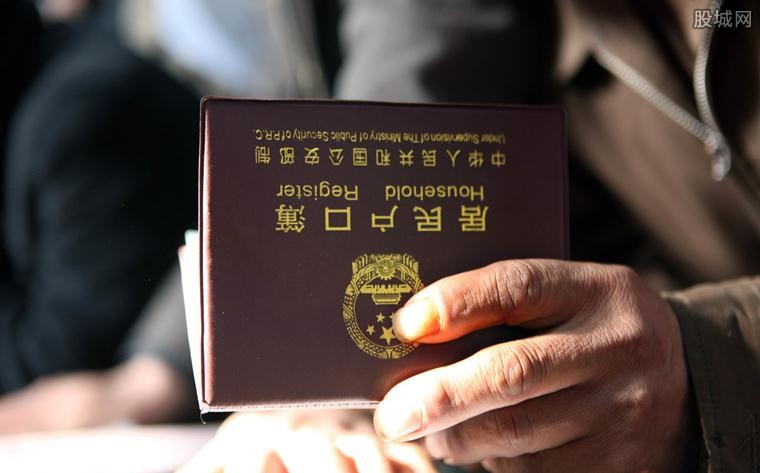 股城网
居民户口簿
Household Register
中华人民共和国公安部制
Under Supervision of The Ministry of Public Security of P.R.C.